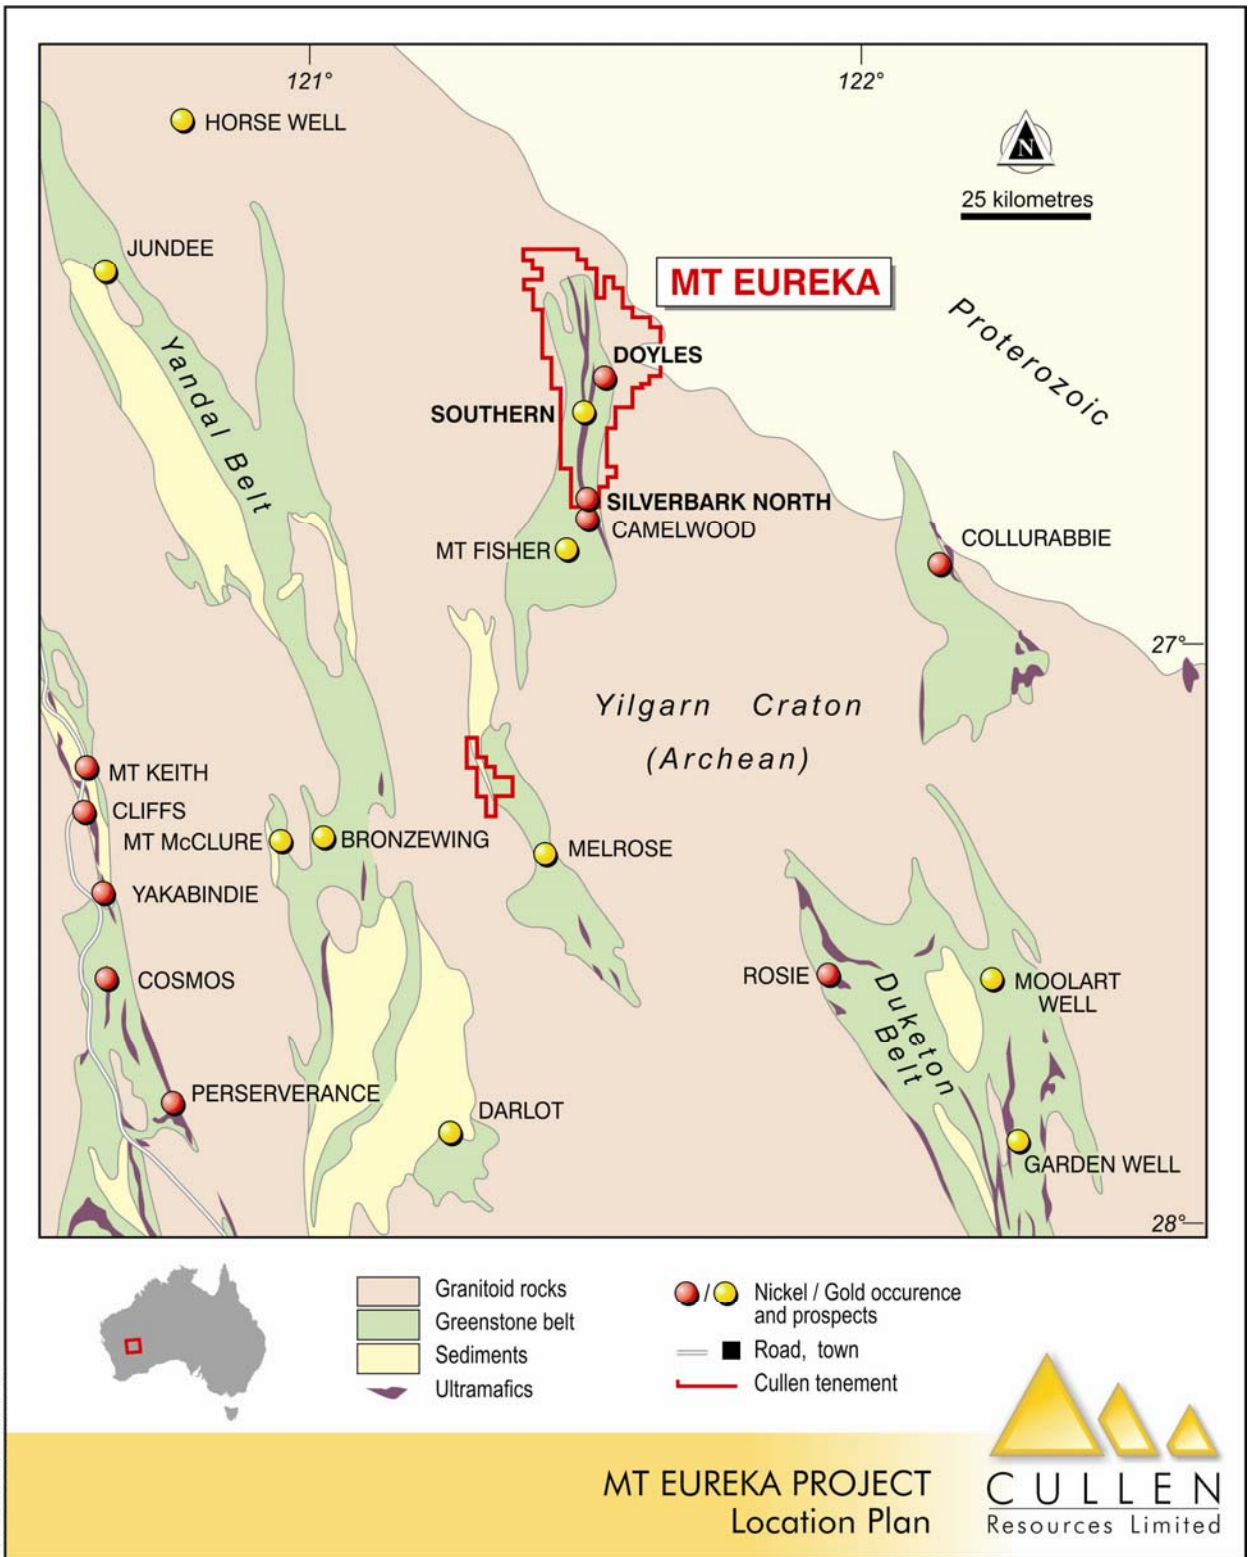 121°
122°
HORSE WELL
N
25 kilometres
JUNDEE
MT EUREKA
Proterozoic
Yandal Belt
DOYLES
SOUTHERN
SILVERBARK NORTH
CAMELWOOD
MT FISHER
COLLURABBIE
27°
Yilgarn Craton
(Archean)
MT KEITH
CLIFFS
MT McCLURE
BRONZEWING
MELROSE
YAKABINDIE
COSMOS
ROSIE
Duketon
Belt
MOOLART
WELL
PERSERVERANCE
DARLOT
GARDEN WELL
28°
Granitoid rocks
Greenstone belt
Sediments
Ultramafics
/
Nickel / Gold occurence
and prospects
Road, town
Cullen tenement
MT EUREKA PROJECT
Location Plan
CULLEN
Resources Limited